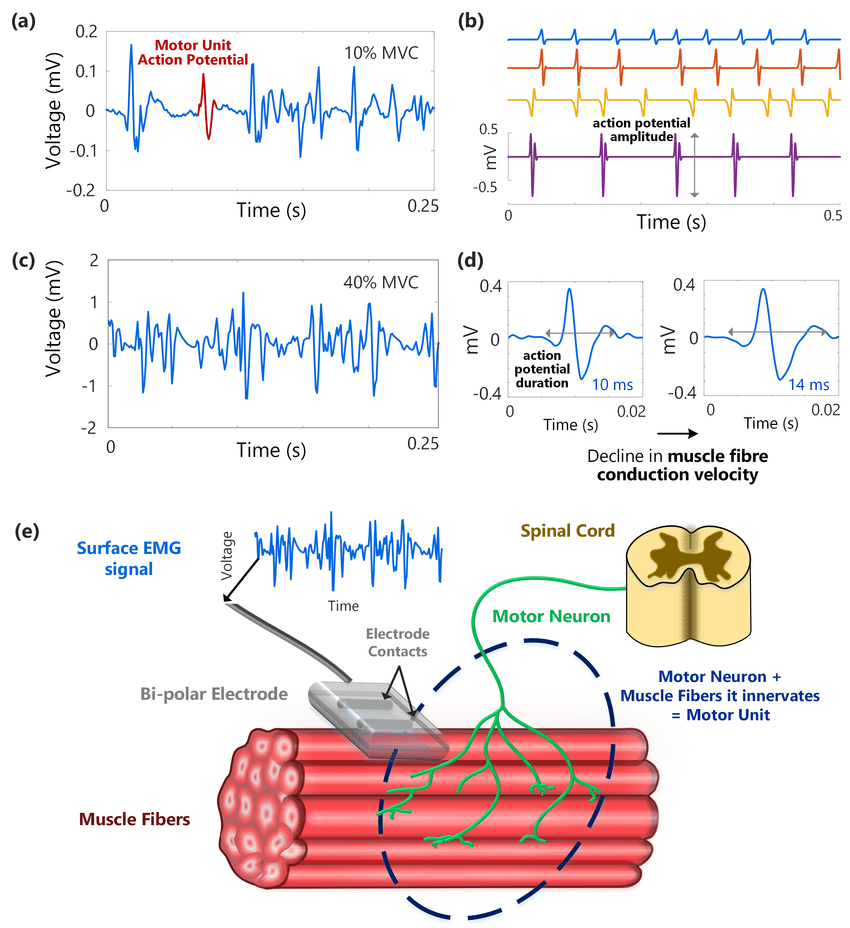 (a)
0.2
0.1
0
-0.1
-0.2
Voltage (mV)
Motor Unit
Action Potential
10% MVC
0
0.25
Time (s)
(b)
action potential
amplitude
0.5
mV
-0.5
0
0.5
Time (s)
(c)
2
1
0
-1
-2
Voltage (mV)
40% MVC
0
0.25
Time (s)
(d)
0.4
mV
-0.4
action
potential
duration
10 ms
0
0.02
Time (s)
0.4
mV
-0.4
14 ms
0
0.02
Time (s)
Decline in muscle fibre
conduction velocity
(e)
Surface EMG
signal
Voltage
Time
Spinal Cord
Motor Neuron
Electrode
Contacts
Bi-polar Electrode
Motor Neuron +
Muscle Fibers it innervates
= Motor Unit
Muscle Fibers